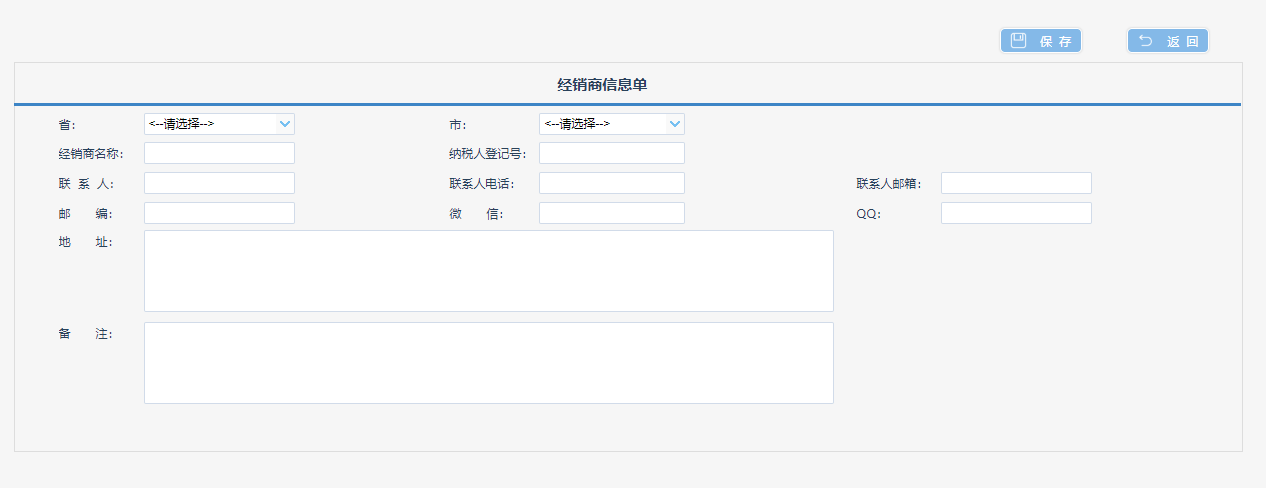 保 存 返 回
经销商信息单
省: <--请选择--> 市: <--请选择-->
经销商名称: 纳税人登记号:
联 系 人: 联系人电话: 联系人邮箱:
邮 编: 微 信: QQ:
地 址:
备 注: